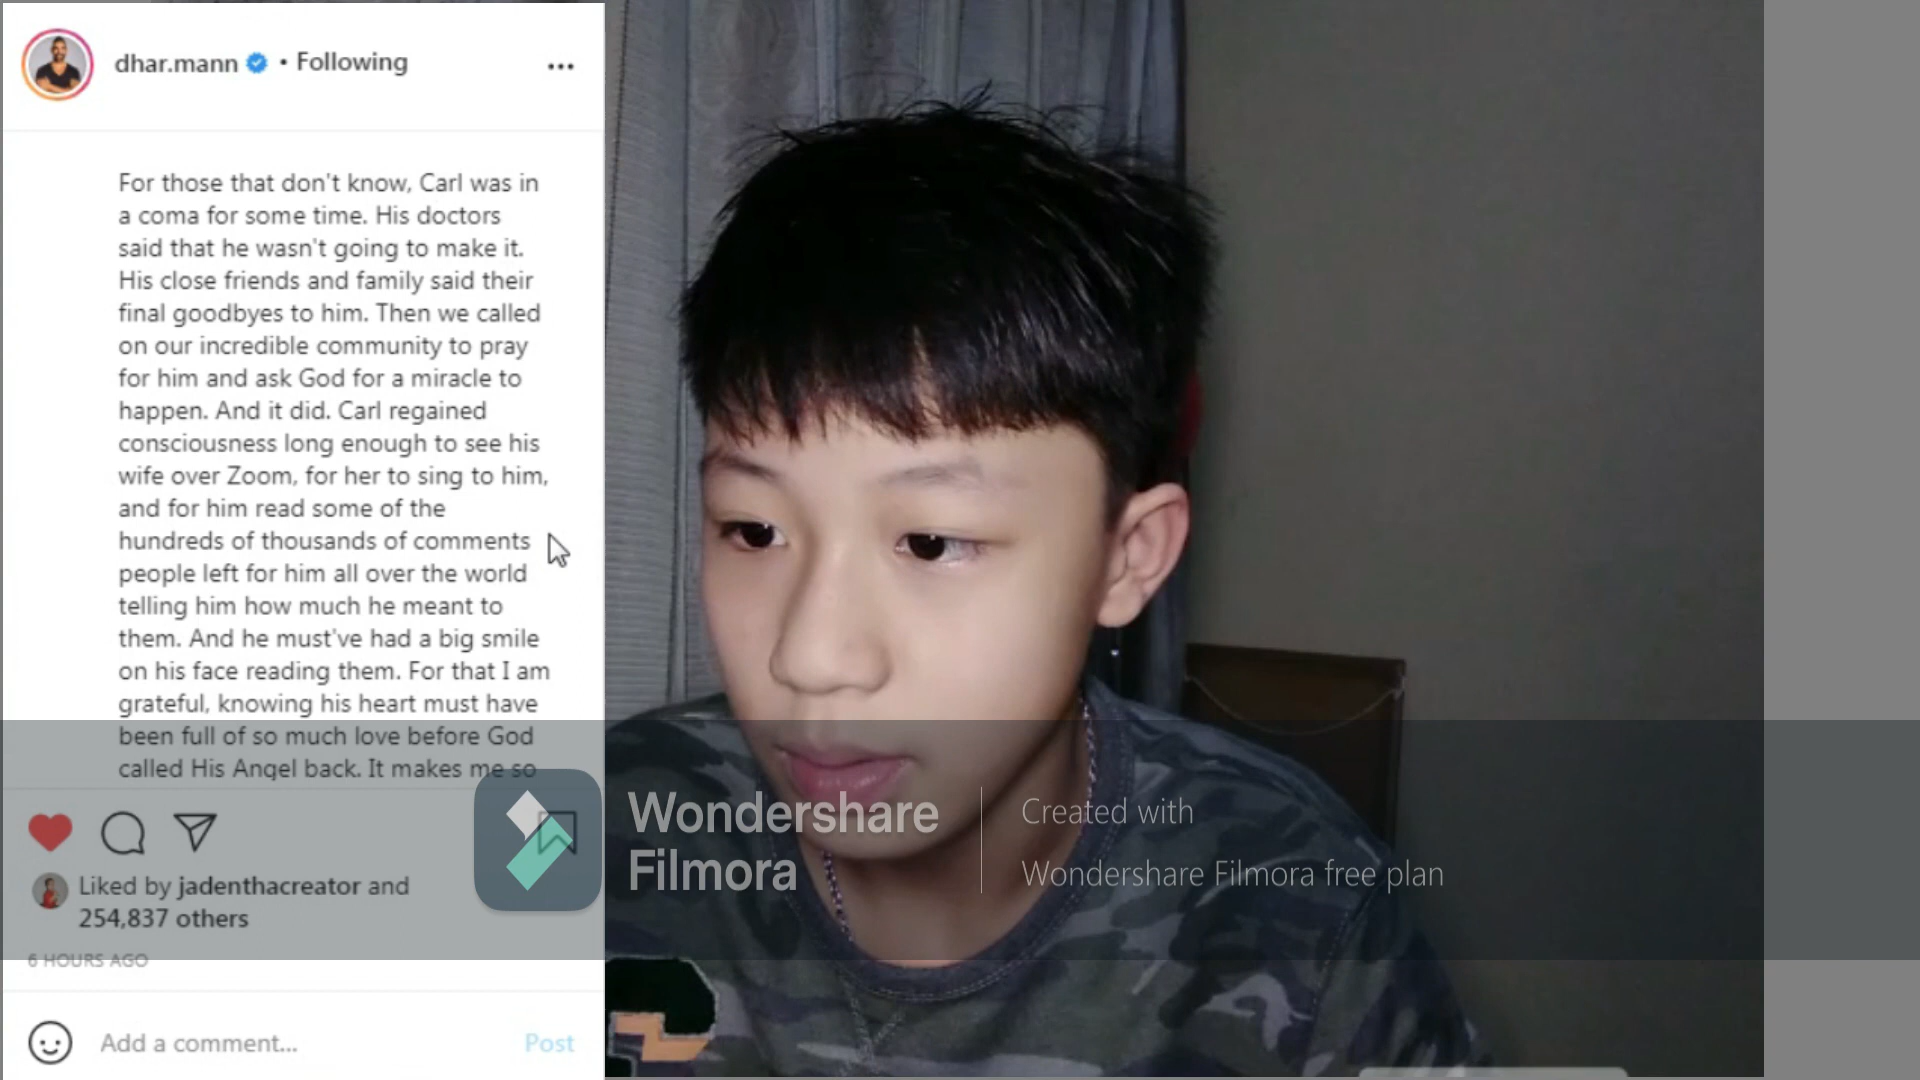 dhar.mann • Following
For those that don't know, Carl was in
a coma for some time. His doctors
said that he wasn't going to make it.
His close friends and family said their
final goodbyes to him. Then we called
on our incredible community to pray
for him and ask God for a miracle to
happen. And it did. Carl regained
consciousness long enough to see his
wife over Zoom, for her to sing to him,
and for him read some of the
hundreds of thousands of comments
people left for him all over the world
telling him how much he meant to
them. And he must've had a big smile
on his face reading them. For that I am
grateful, knowing his heart must have
been full of so much love before God
called His Angel back. It makes me so
Liked by jadenthacreator and
254,837 others
6 HOURS AGO
Add a comment... Post
Wondershare
Filmora
Created with
Wondershare Filmora free plan